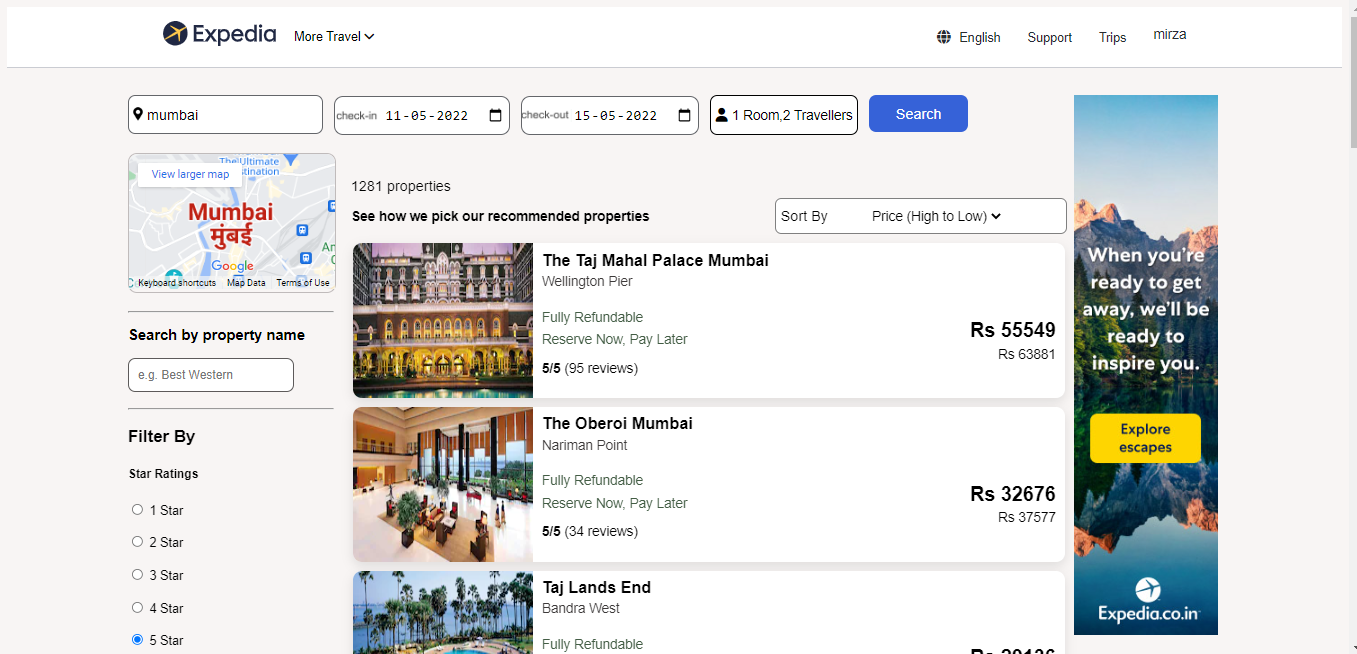 Expedia
More Travel
English
Support
Trips
mirza
mumbai
check-in 11-05-2022
check-out 15-05-2022
1 Room,2 Travellers
Search
The Ultimate
View larger map
Mumbai
मुंबई
Google
Keyboard shortcuts Map Data Terms of Use
1281 properties
See how we pick our recommended properties
Sort By Price (High to Low)
Search by property name
e.g. Best Western
Filter By
Star Ratings
1 Star
2 Star
3 Star
4 Star
5 Star
The Taj Mahal Palace Mumbai
Wellington Pier
Fully Refundable
Reserve Now, Pay Later
5/5 (95 reviews)
Rs 55549
Rs 63881
The Oberoi Mumbai
Nariman Point
Fully Refundable
Reserve Now, Pay Later
5/5 (34 reviews)
Rs 32676
Rs 37577
Taj Lands End
Bandra West
Fully Refundable
When you're
ready to get
away, we'll be
ready to
inspire you.
Explore
escapes
Expedia.co.in